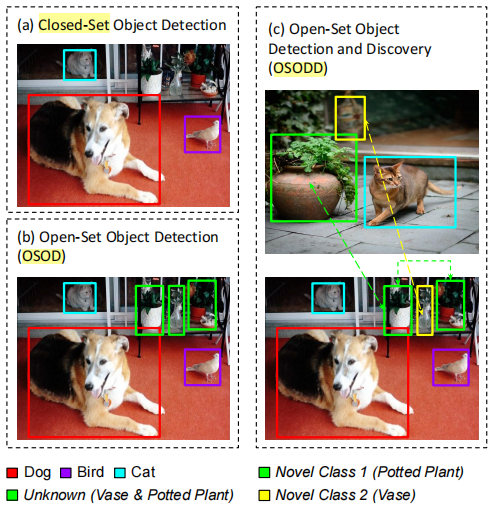 (a) Closed-Set Object Detection
(b) Open-Set Object Detection
(OSOD)
(c) Open-Set Object
Detection and Discovery
(OSODD)
Dog Bird Cat
Unknown (Vase & Potted Plant)
Novel Class 1 (Potted Plant)
Novel Class 2 (Vase)